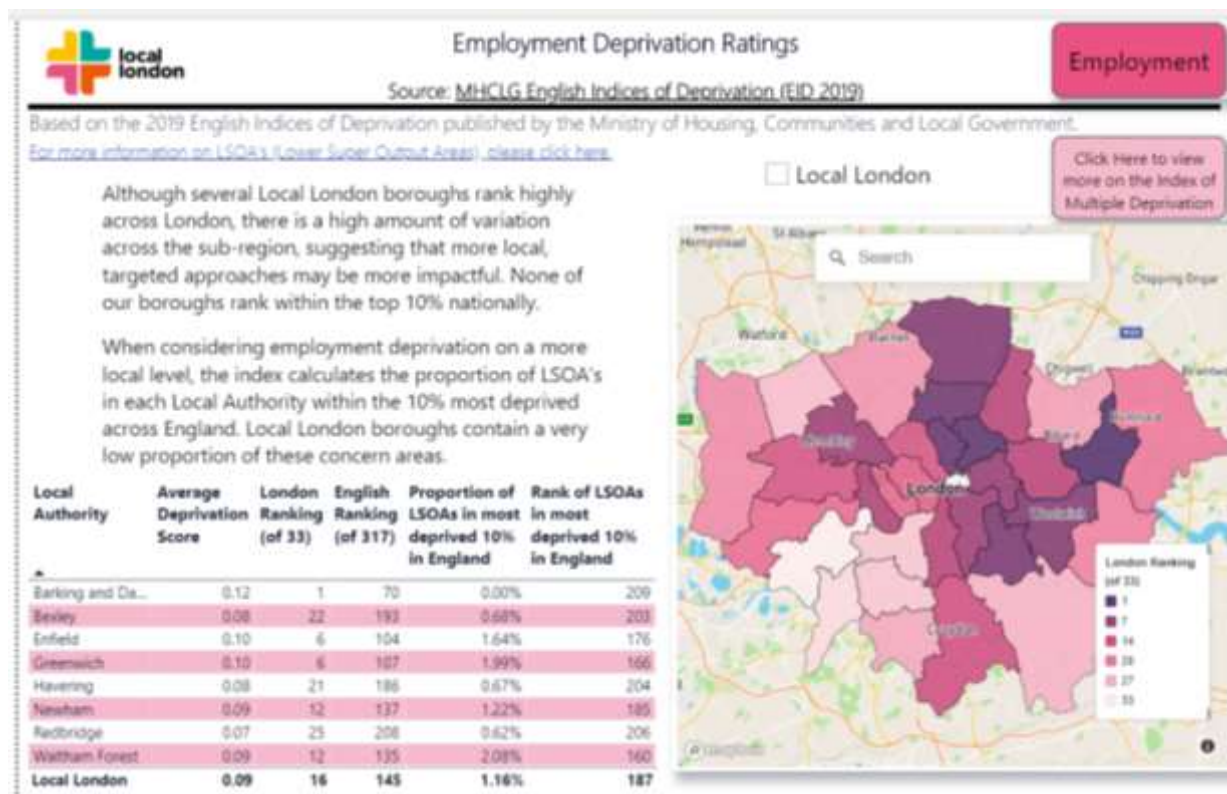 local
london
Employment Deprivation Ratings
Source: MHCLG English Indices of Deprivation (EID 2019)
Employment
Based on the 2019 English Indices of Deprivation published by the Ministry of Housing, Communities and Local Government.
For more information on LSOA's (Lower Super Output Areas), please click here.
Click Here to view
more on the Index of
Multiple Deprivation
Although several Local London boroughs rank highly
across London, there is a high amount of variation
across the sub-region, suggesting that more local,
targeted approaches may be more impactful. None of
our boroughs rank within the top 10% nationally.
When considering employment deprivation on a more
local level, the index calculates the proportion of LSOA's
in each Local Authority within the 10% most deprived
across England. Local London boroughs contain a very
low proportion of these concern areas.
Local Authority Average Deprivation Score London Ranking (of 33) English Ranking (of 317) Proportion of LSOAs in most deprived 10% in England Rank of LSOAs in most deprived 10% in England
Barking and Da... 0.12 1 70 0.00% 209
Bexley 0.08 22 193 0.68% 203
Enfield 0.10 6 104 1.64% 176
Greenwich 0.10 6 107 1.99% 166
Havering 0.08 21 186 0.67% 204
Newham 0.09 12 137 1.22% 185
Redbridge 0.07 25 208 0.62% 206
Waltham Forest 0.09 12 135 2.08% 160
Local London 0.09 16 145 1.16% 187
Local London
Search
Hempstead
Chipping Ongar
Watford
Barnet
Chigwell
Romford
Wembley
Ilford
London
Woolwich
Croydon
London Ranking
(of 33)
1
7
14
27
33